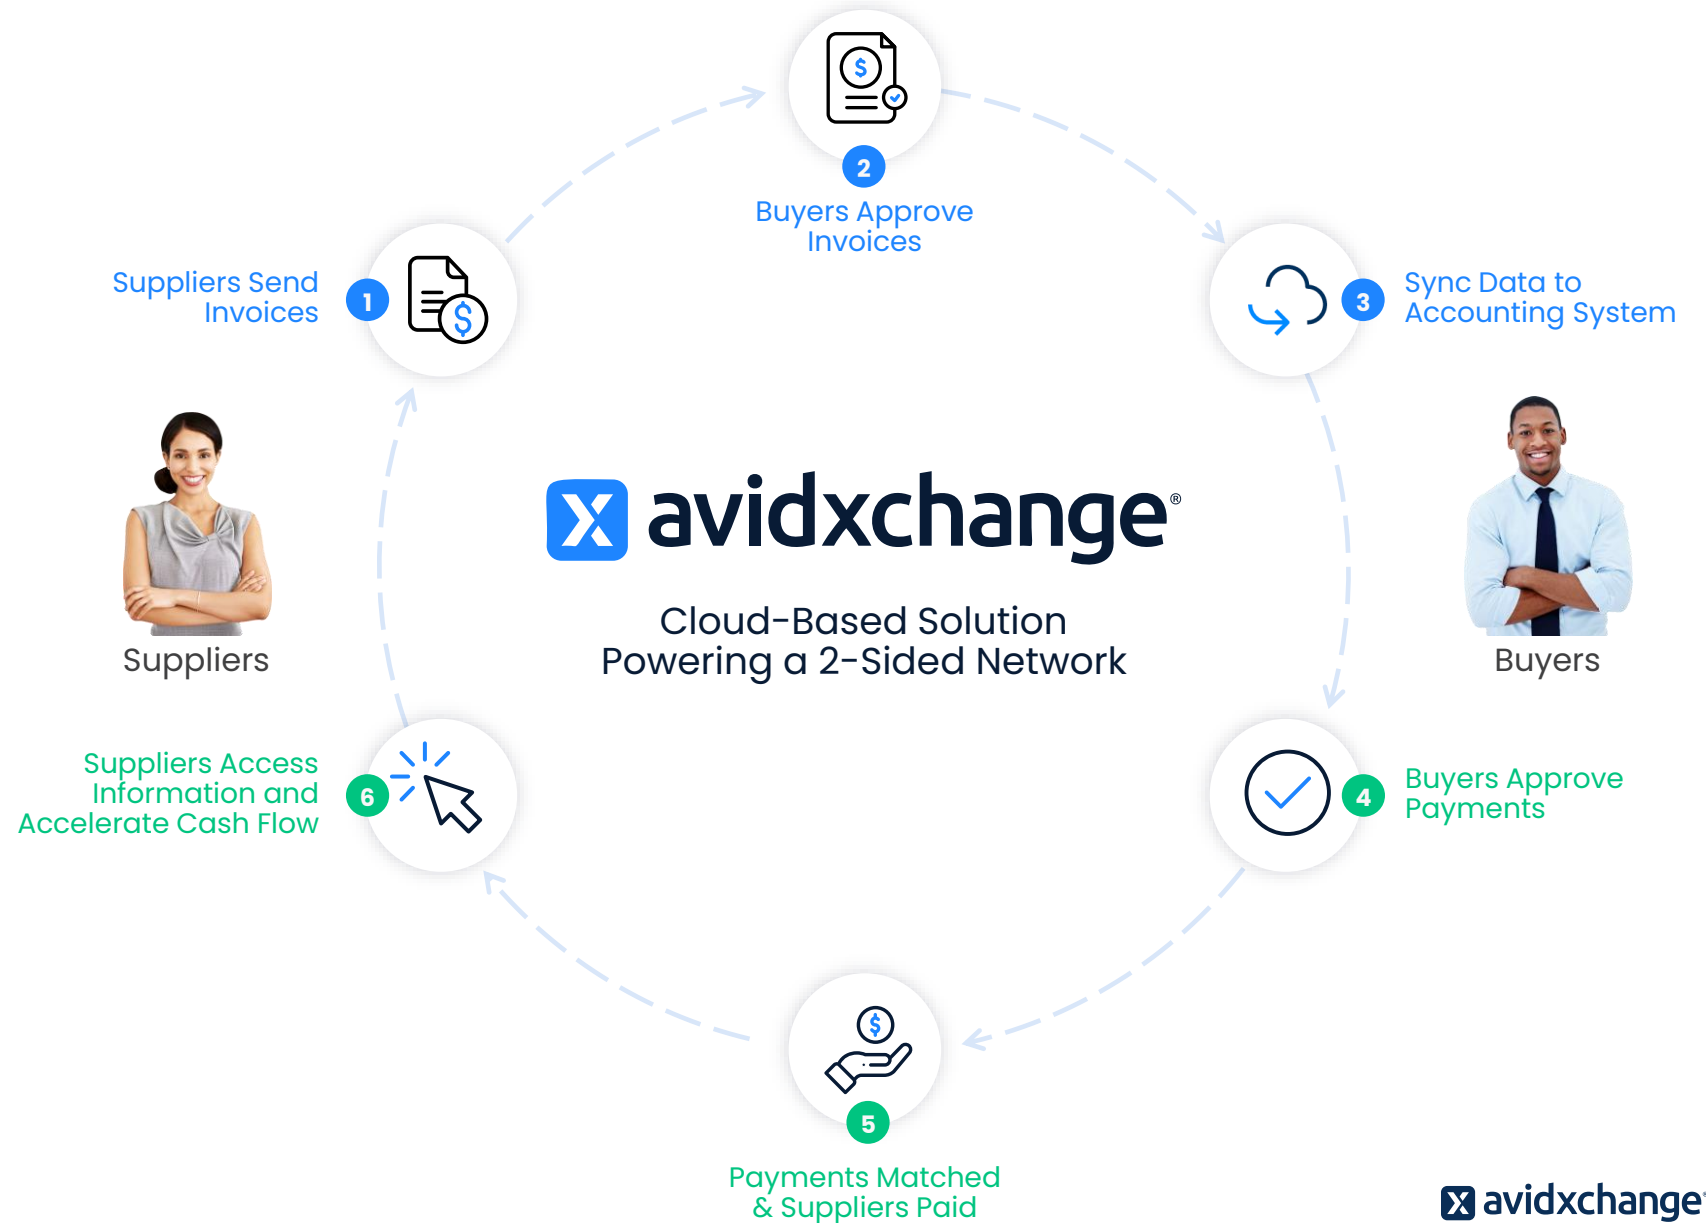 2
Buyers Approve
Invoices
Suppliers Send
Invoices
1
3
Sync Data to
Accounting System
x avidxchange®
Cloud-Based Solution
Powering a 2-Sided Network
Suppliers
Buyers
Suppliers Access
Information and
Accelerate Cash Flow
6
4
Buyers Approve
Payments
5
Payments Matched
& Suppliers Paid
x avidxchange